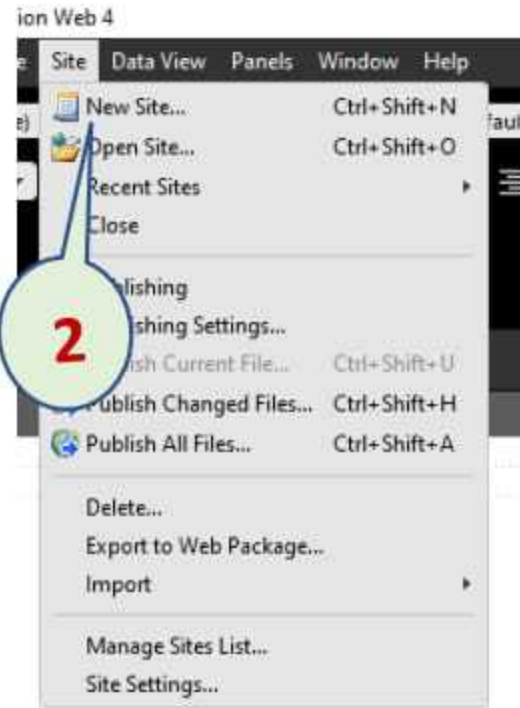 ion Web 4
Site Data View Panels Window Help
New Site... Ctrl+Shift+N
Open Site... Ctrl+Shift+O
Recent Sites
Close
2
Publish Changed Files... Ctrl+Shift+H
Publish All Files... Ctrl+Shift+A
Delete...
Export to Web Package...
Import
Manage Sites List...
Site Settings...